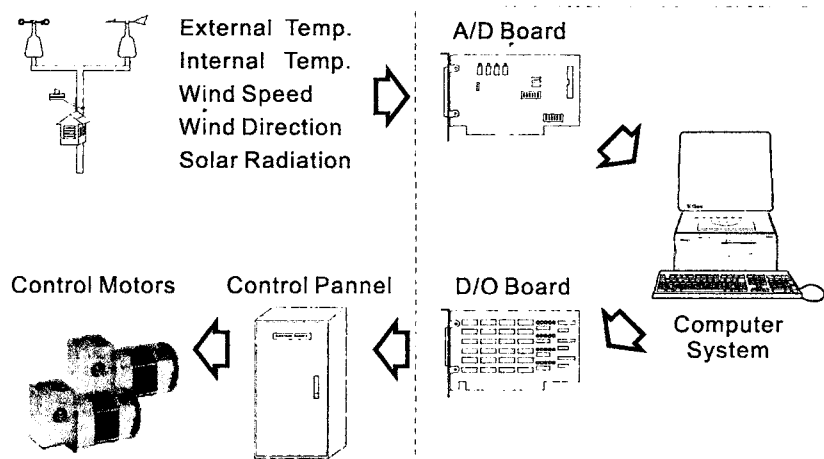 External Temp.
Internal Temp.
Wind Speed
Wind Direction
Solar Radiation
A/D Board
Control Motors
Control Pannel
D/O Board
Computer
System